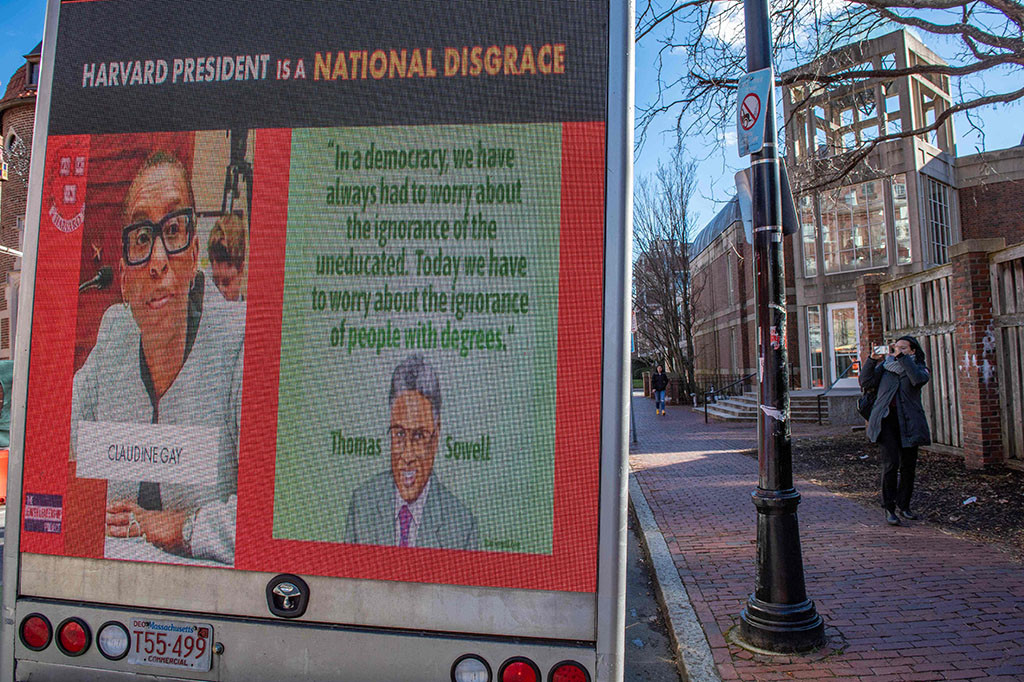 HARVARD PRESIDENT IS A NATIONAL DISGRACE
"In a democracy, we have
always had to worry about
the ignorance of the
uneducated. Today we have
to worry about the ignorance
of people with degrees.
Thomas Sowell
CLAUDINE GAY
DEC Massachusetts
T55·499
COMMERCIAL